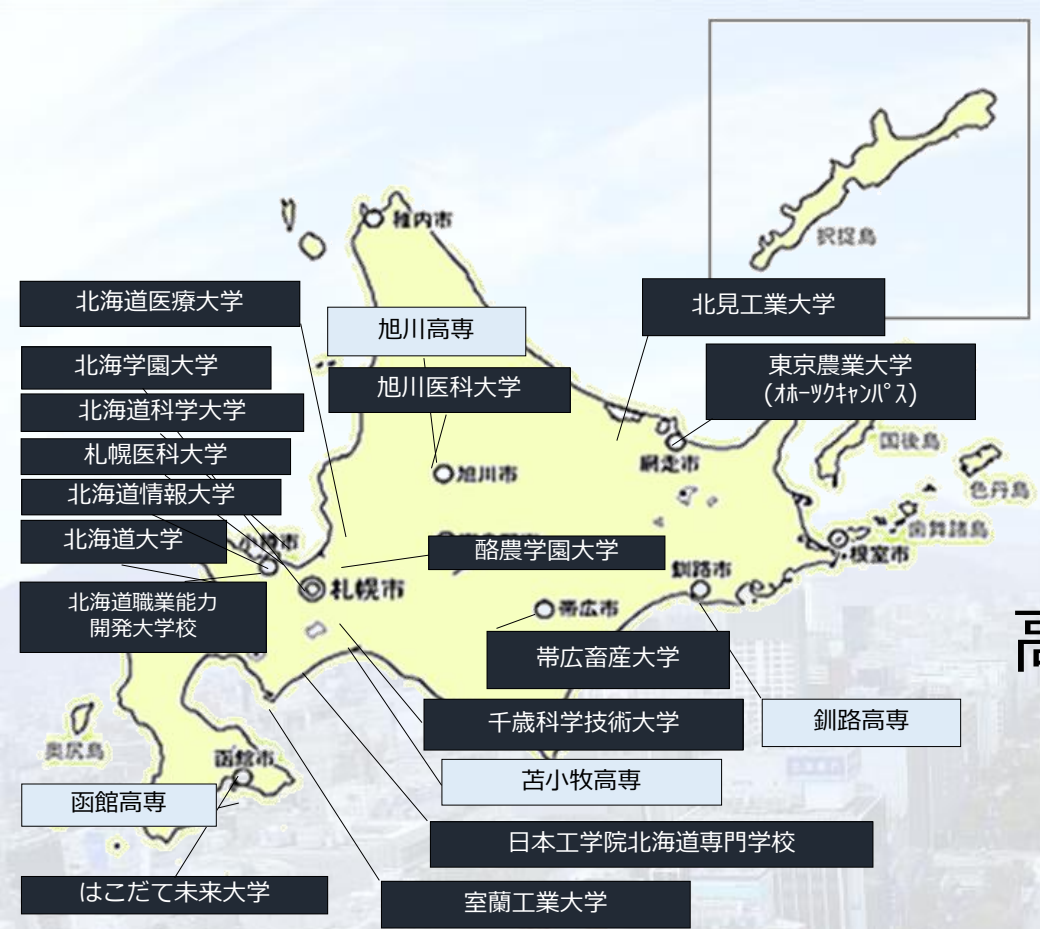 択捉島
稚内市
北海道医療大学
北見工業大学
旭川高専
北海学園大学
東京農業大学
(ｵﾎｰﾂｸｷｬﾝﾊﾟｽ)
旭川医科大学
北海道科学大学
国後島
札幌医科大学
網走市
旭川市
色丹島
北海道情報大学
歯舞諸島
北海道大学
小樽市
酪農学園大学
根室市
釧路市
札幌市
北海道職業能力
開発大学校
帯広市
高
帯広畜産大学
千歳科学技術大学
釧路高専
奥尻島
函館市
苫小牧高専
函館高専
日本工学院北海道専門学校
はこだて未来大学
室蘭工業大学